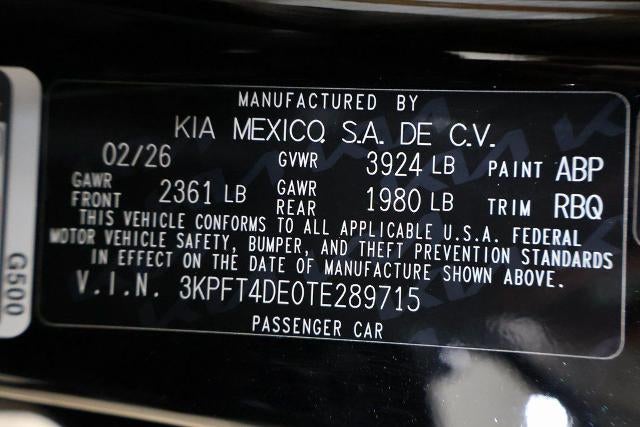 MANUFACTURED BY
KIA MEXICO, S.A. DE C.V.
02/26 GVWR 3924 LB PAINT ABP
GAWR FRONT 2361 LB GAWR REAR 1980 LB TRIM RBQ
THIS VEHICLE CONFORMS TO ALL APPLICABLE U.S.A. FEDERAL
MOTOR VEHICLE SAFETY, BUMPER, AND THEFT PREVENTION STANDARDS
IN EFFECT ON THE DATE OF MANUFACTURE SHOWN ABOVE.
V.I.N. 3KPFT4DE0TE289715
PASSENGER CAR
G500